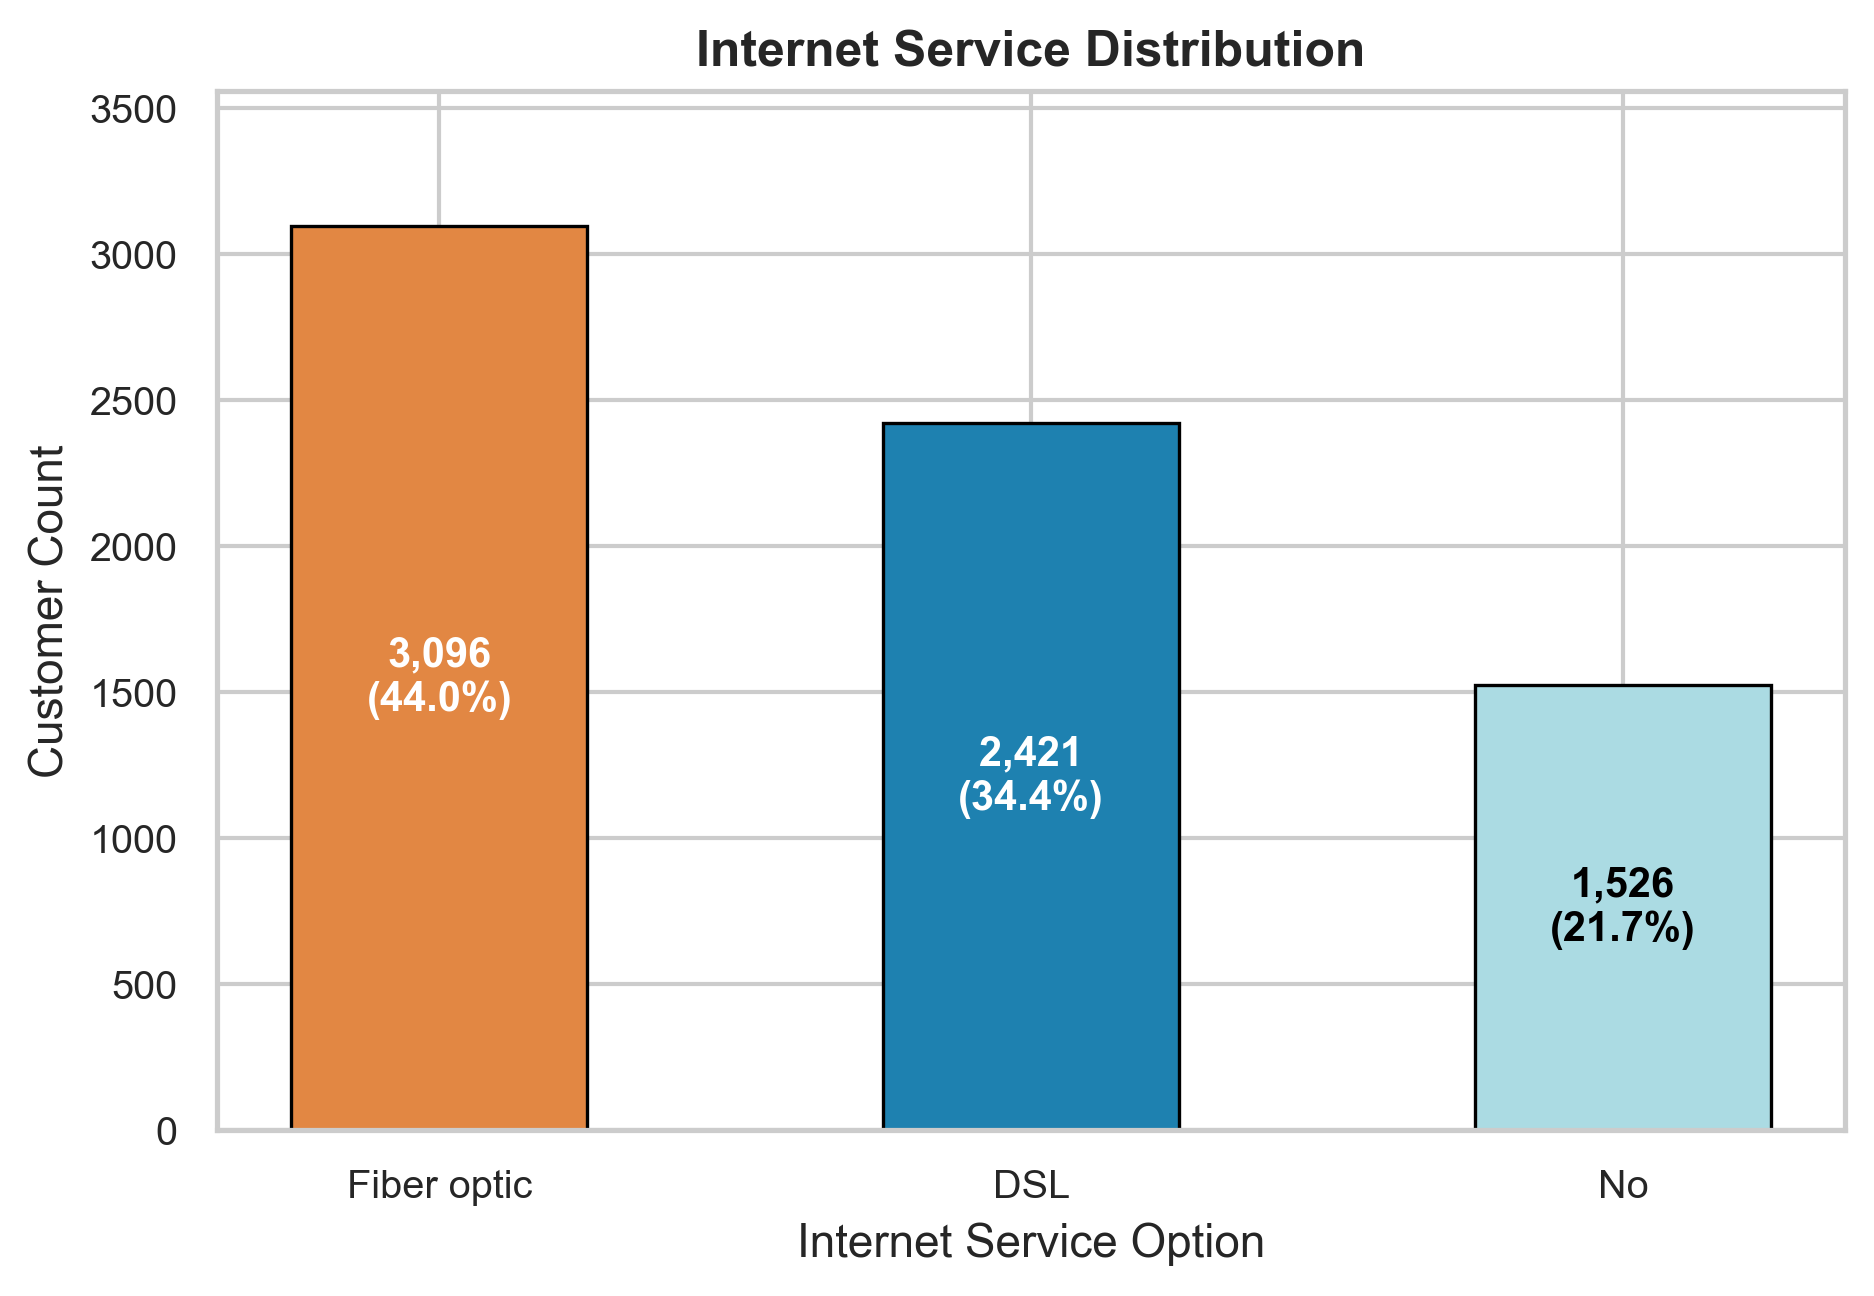 Internet Service Distribution
3500
3000
2500
2000
1500
1000
500
0
Customer Count
3,096
(44.0%)
2,421
(34.4%)
1,526
(21.7%)
Fiber optic
DSL
No
Internet Service Option